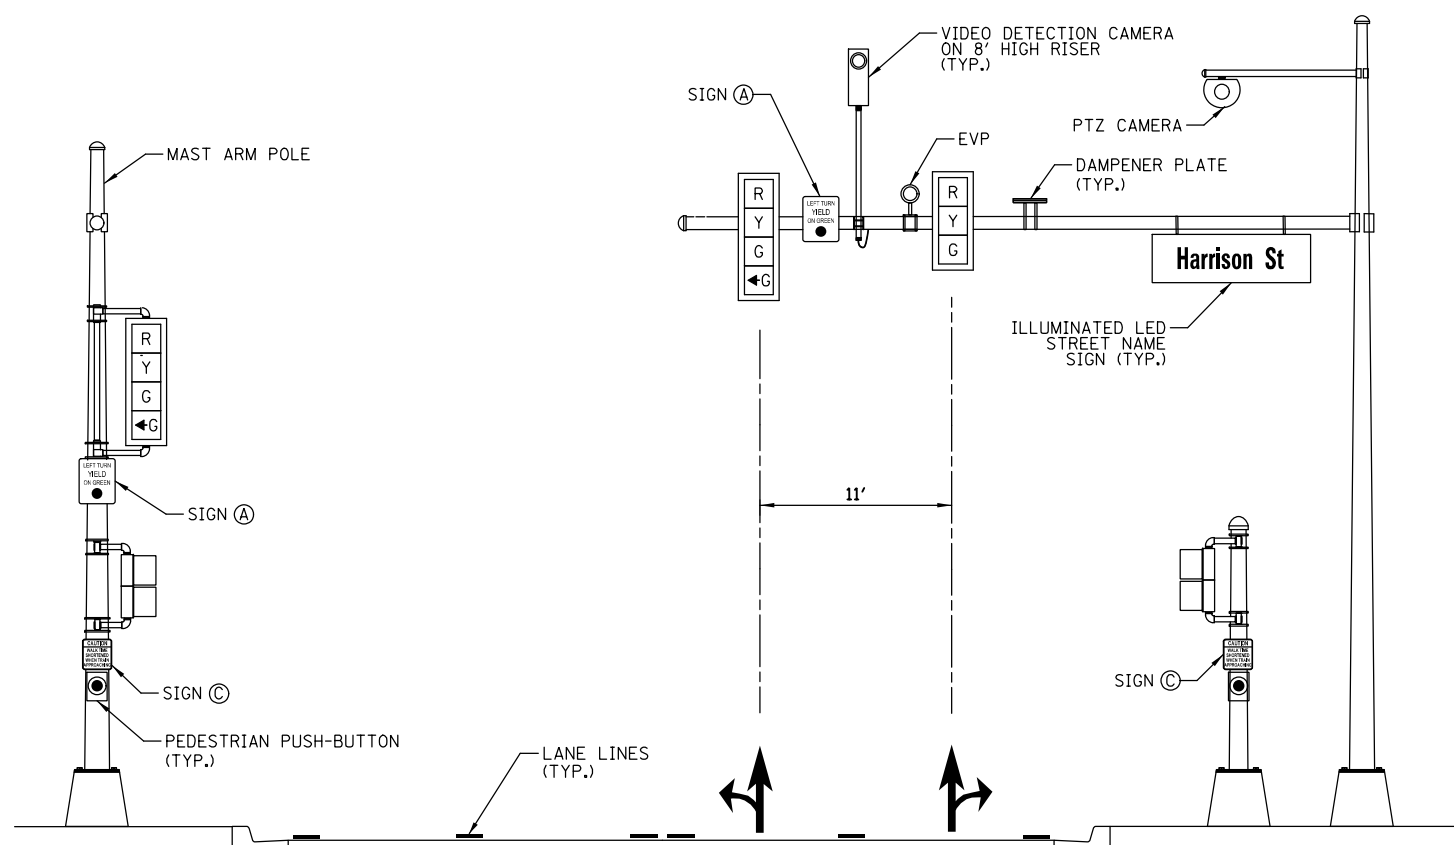 VIDEO DETECTION CAMERA
ON 8' HIGH RISER
(TYP.)
SIGN A
PTZ CAMERA
EVP
MAST ARM POLE
DAMPENER PLATE
(TYP.)
R
Y
G
G
LEFT TURN
YIELD
ON GREEN
R
Y
G
Harrison St
ILLUMINATED LED
STREET NAME
SIGN (TYP.)
R
Y
G
G
LEFT TURN
YIELD
ON GREEN
SIGN A
11'
CAUTION
WALK TIME
SHORTENED
WHEN TRAIN
APPROACHING
SIGN C
CAUTION
WALK TIME
SHORTENED
WHEN TRAIN
APPROACHING
SIGN C
PEDESTRIAN PUSH-BUTTON
(TYP.)
LANE LINES
(TYP.)